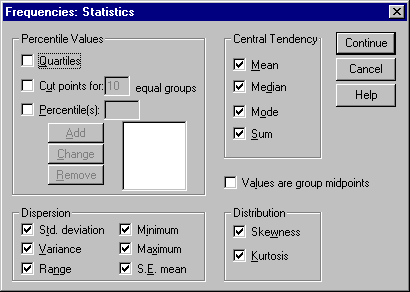 Frequencies: Statistics
Percentile Values
Quartiles
Cut points for: 10 equal groups
Percentile(s):
Add
Change
Remove
Central Tendency
Mean
Median
Mode
Sum
Continue
Cancel
Help
Values are group midpoints
Dispersion
Std. deviation
Minimum
Variance
Maximum
Range
S.E. mean
Distribution
Skewness
Kurtosis